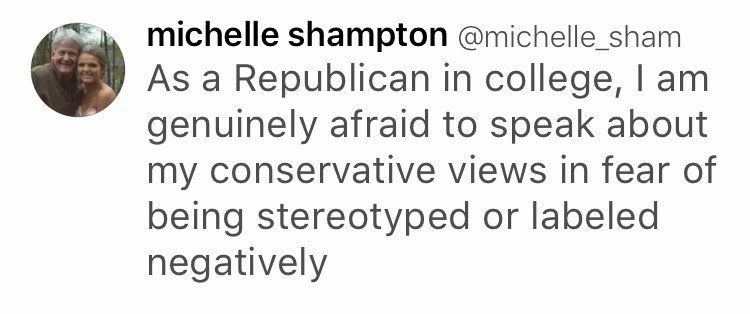 michelle shampton @michelle_sham
As a Republican in college, I am
genuinely afraid to speak about
my conservative views in fear of
being stereotyped or labeled
negatively